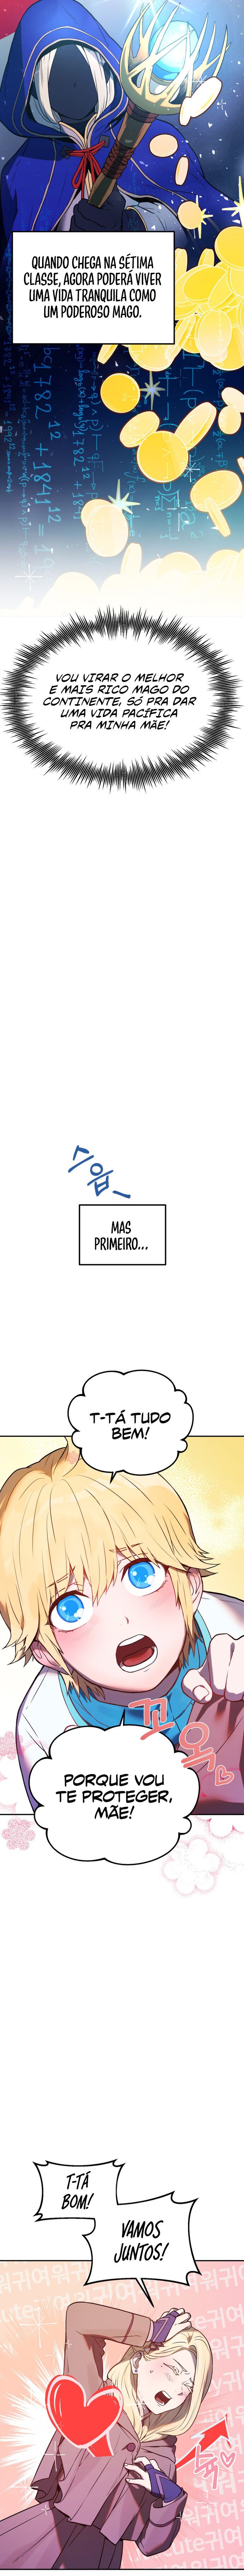 QUANDO CHEGA NA SÉTIMA
CLASSE, AGORA PODERÁ VIVER
UMA VIDA TRANQUILA COMO
UM PODEROSO MAGO.
VOU VIRAR O MELHOR
E MAIS RICO MAGO DO
CONTINENTE, SÓ PRA DAR
UMA VIDA PACÍFICA
PRA MINHA MÃE!
스읍-
MAS
PRIMEIRO...
T-TÁ TUDO
BEM!
꼬옥
PORQUE VOU
TE PROTEGER,
MÃE!
T-TÁ
BOM!
VAMOS
JUNTOS!